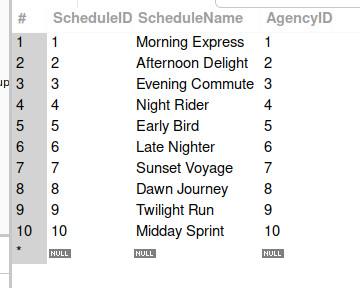 # ScheduleID ScheduleName AgencyID
1 1 Morning Express 1
2 2 Afternoon Delight 2
3 3 Evening Commute 3
4 4 Night Rider 4
5 5 Early Bird 5
6 6 Late Nighter 6
7 7 Sunset Voyage 7
8 8 Dawn Journey 8
9 9 Twilight Run 9
10 10 Midday Sprint 10
* NULL NULL NULL